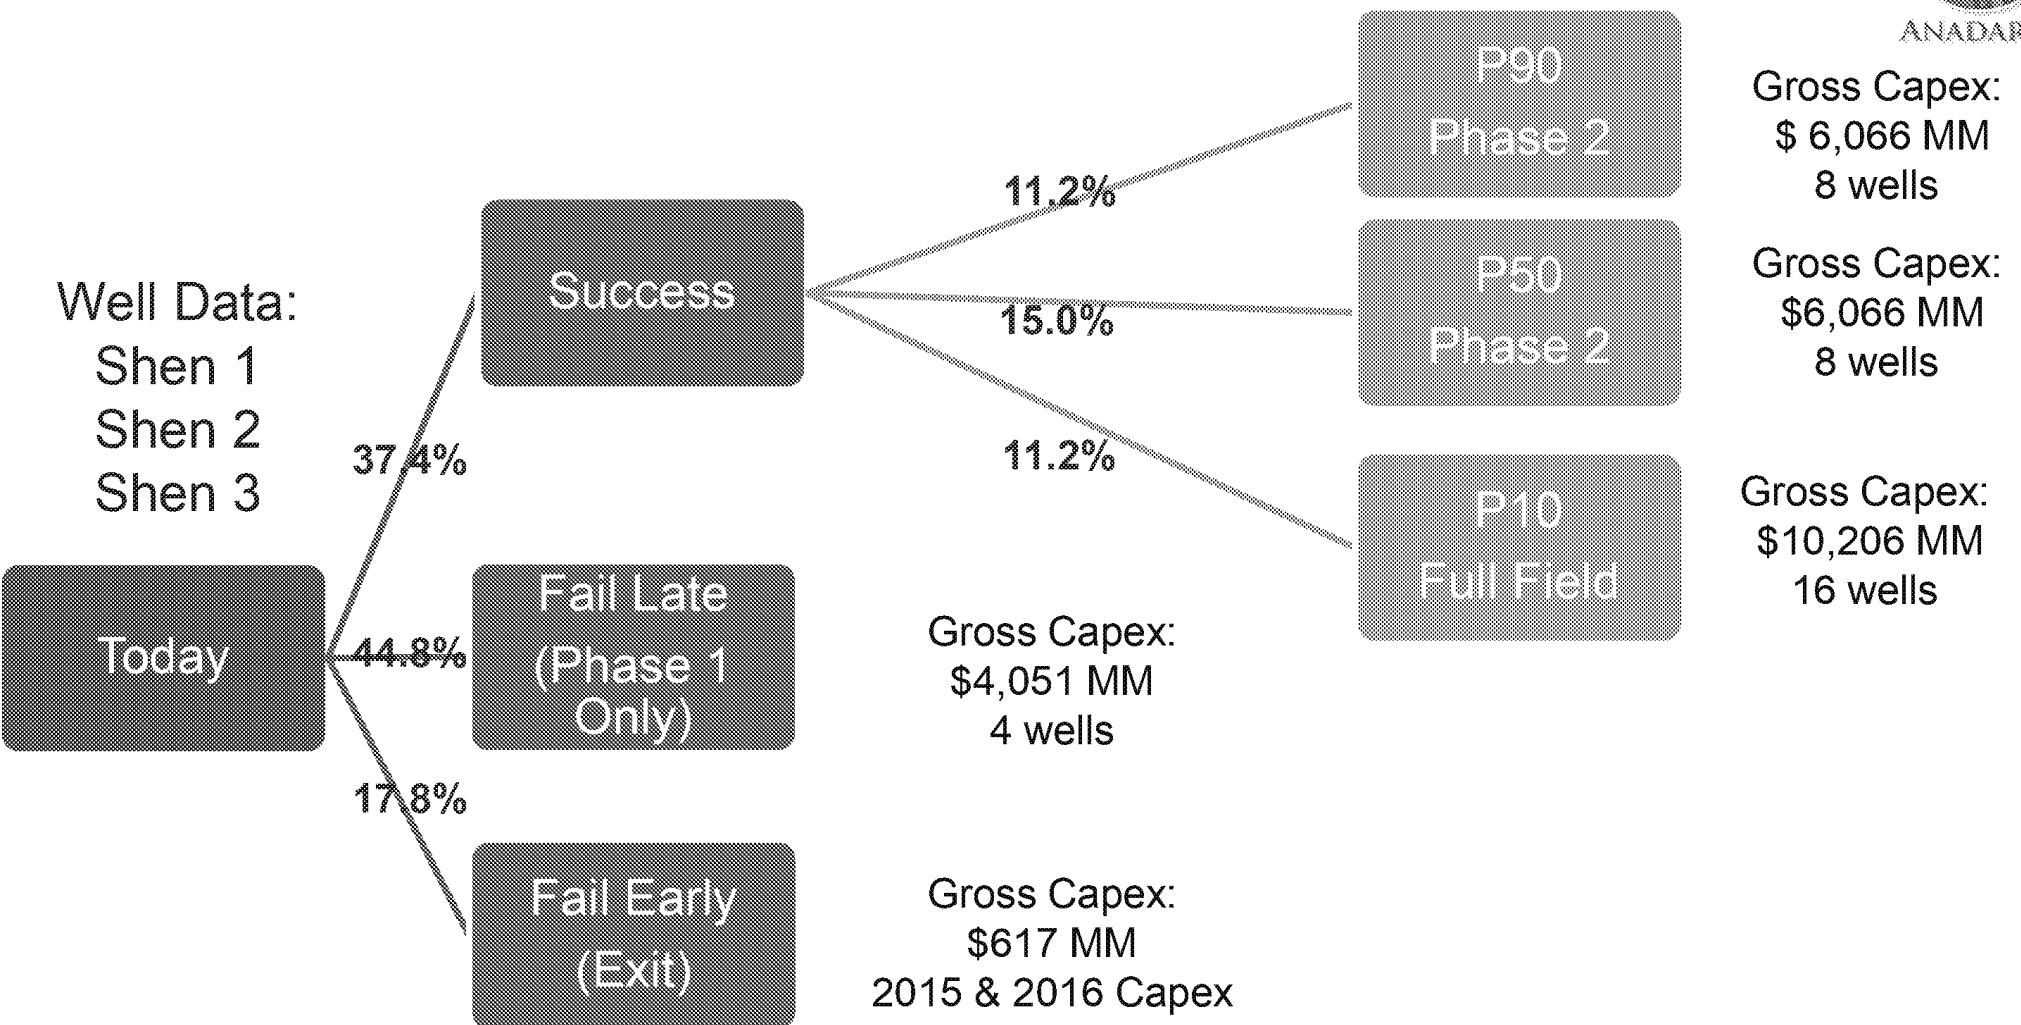 ANADAR
P90
Phase 2
Gross Capex:
$ 6,066 MM
8 wells
11.2%
Success
P50
Phase 2
Gross Capex:
$6,066 MM
8 wells
15.0%
Well Data:
Shen 1
Shen 2
Shen 3
37.4%
11.2%
P10
Full Field
Gross Capex:
$10,206 MM
16 wells
Today
44.8%
Fail Late
(Phase 1
Only)
Gross Capex:
$4,051 MM
4 wells
17.8%
Fail Early
(Exit)
Gross Capex:
$617 MM
2015 & 2016 Capex